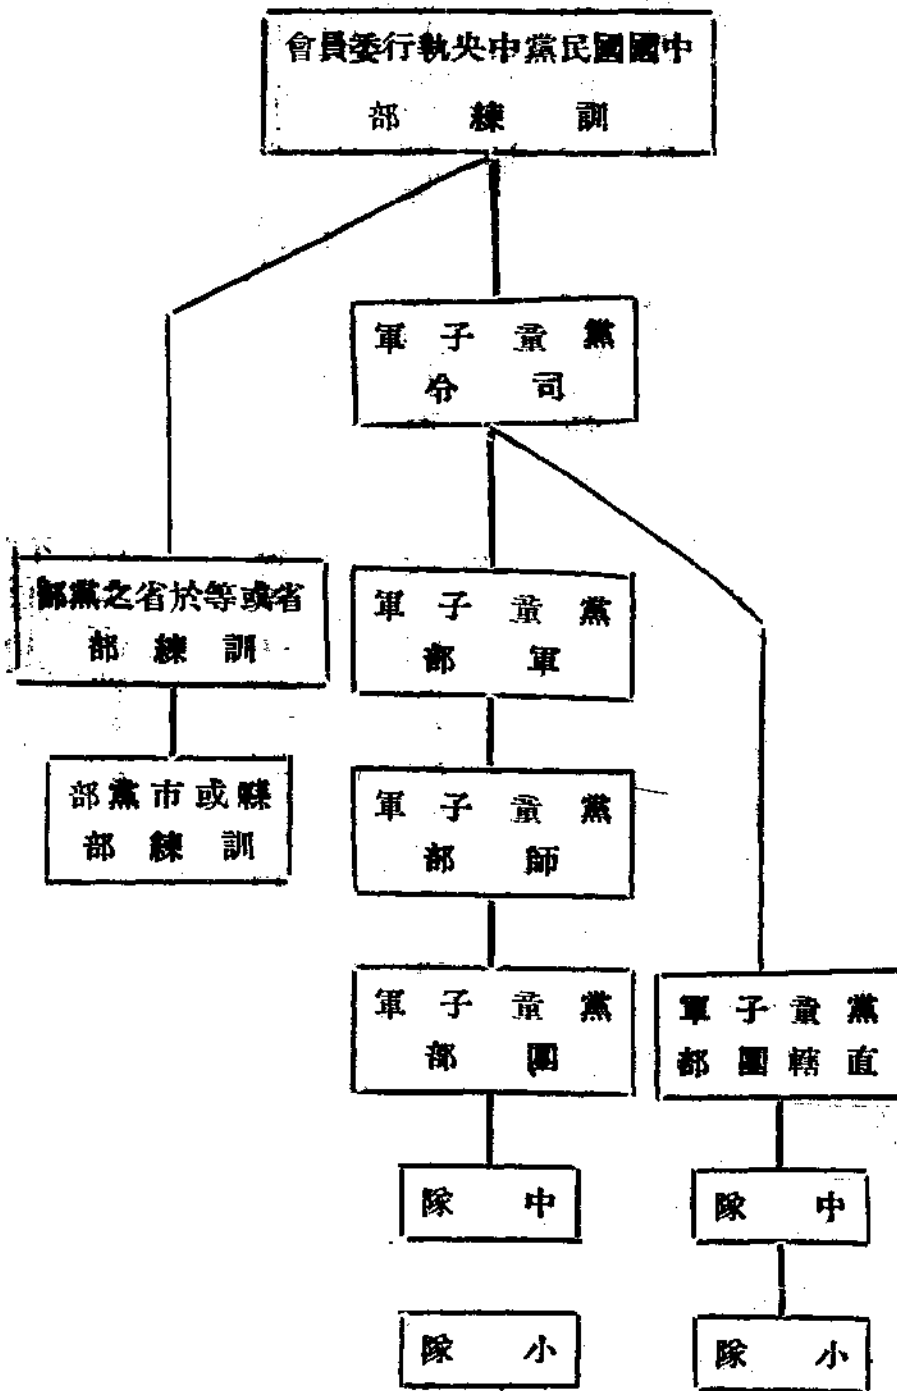 中國國民黨中央執行委員會
訓練部
黨童子軍
司令
省或等於省之黨部
訓練部
黨童子軍
軍部
縣或市黨部
訓練部
黨童子軍
師部
黨童子軍
團部
黨童子軍
直轄團部
中隊
中隊
小隊
小隊